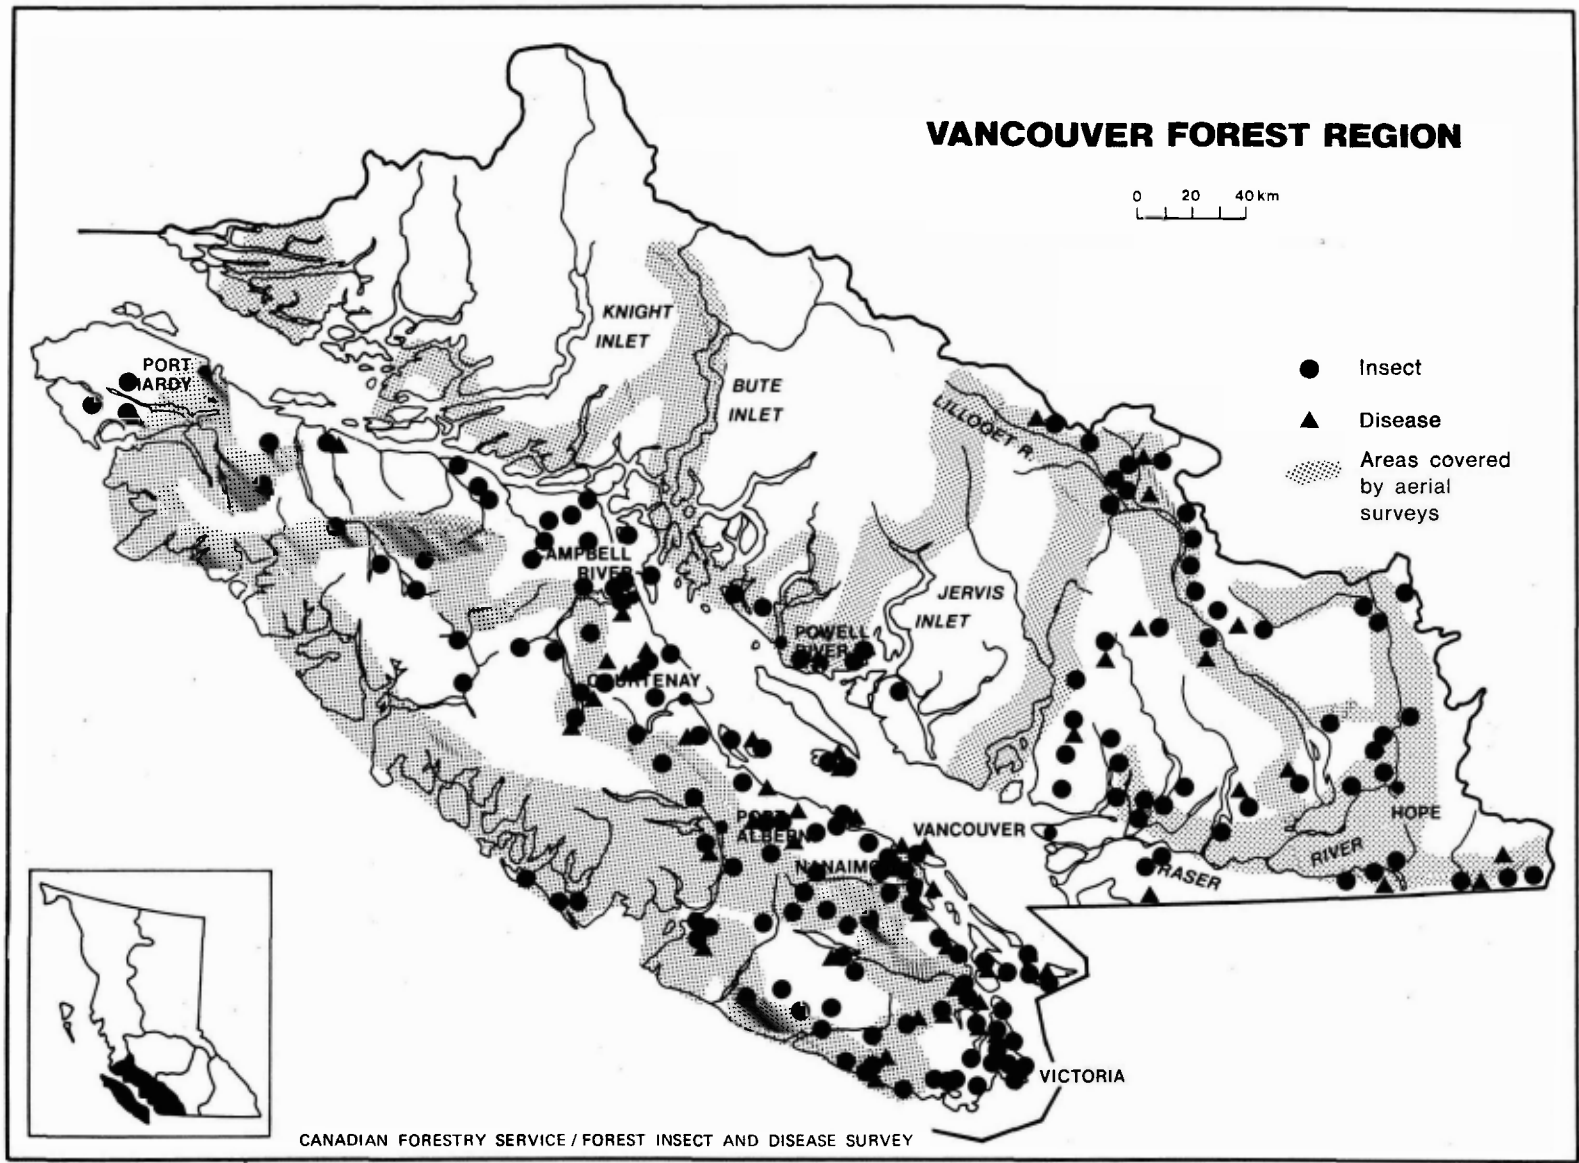 VANCOUVER FOREST REGION
0 20 40 km
KNIGHT
INLET
PORT
HARDY
BUTE
INLET
Insect
LILLOOET R.
Disease
Areas covered
by aerial
surveys
CAMPBELL
RIVER
JERVIS
INLET
POWELL
RIVER
COURTENAY
PORT
ALBERNI
VANCOUVER
HOPE
NANAIMO
FRASER
RIVER
VICTORIA
CANADIAN FORESTRY SERVICE / FOREST INSECT AND DISEASE SURVEY